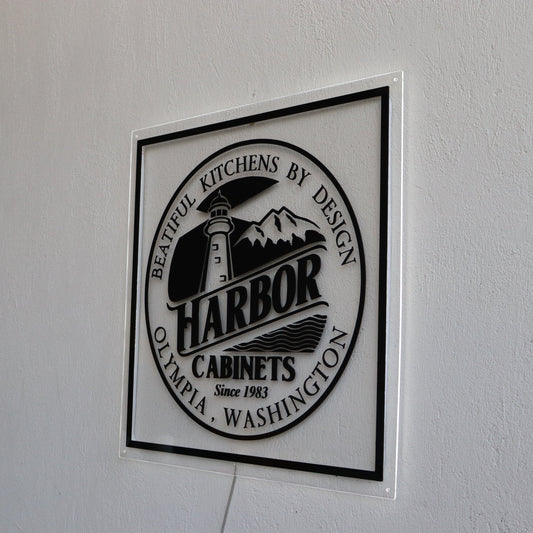 BEATIFUL KITCHENS BY DESIGN
HARBOR
CABINETS
Since 1983
OLYMPIA, WASHINGTON